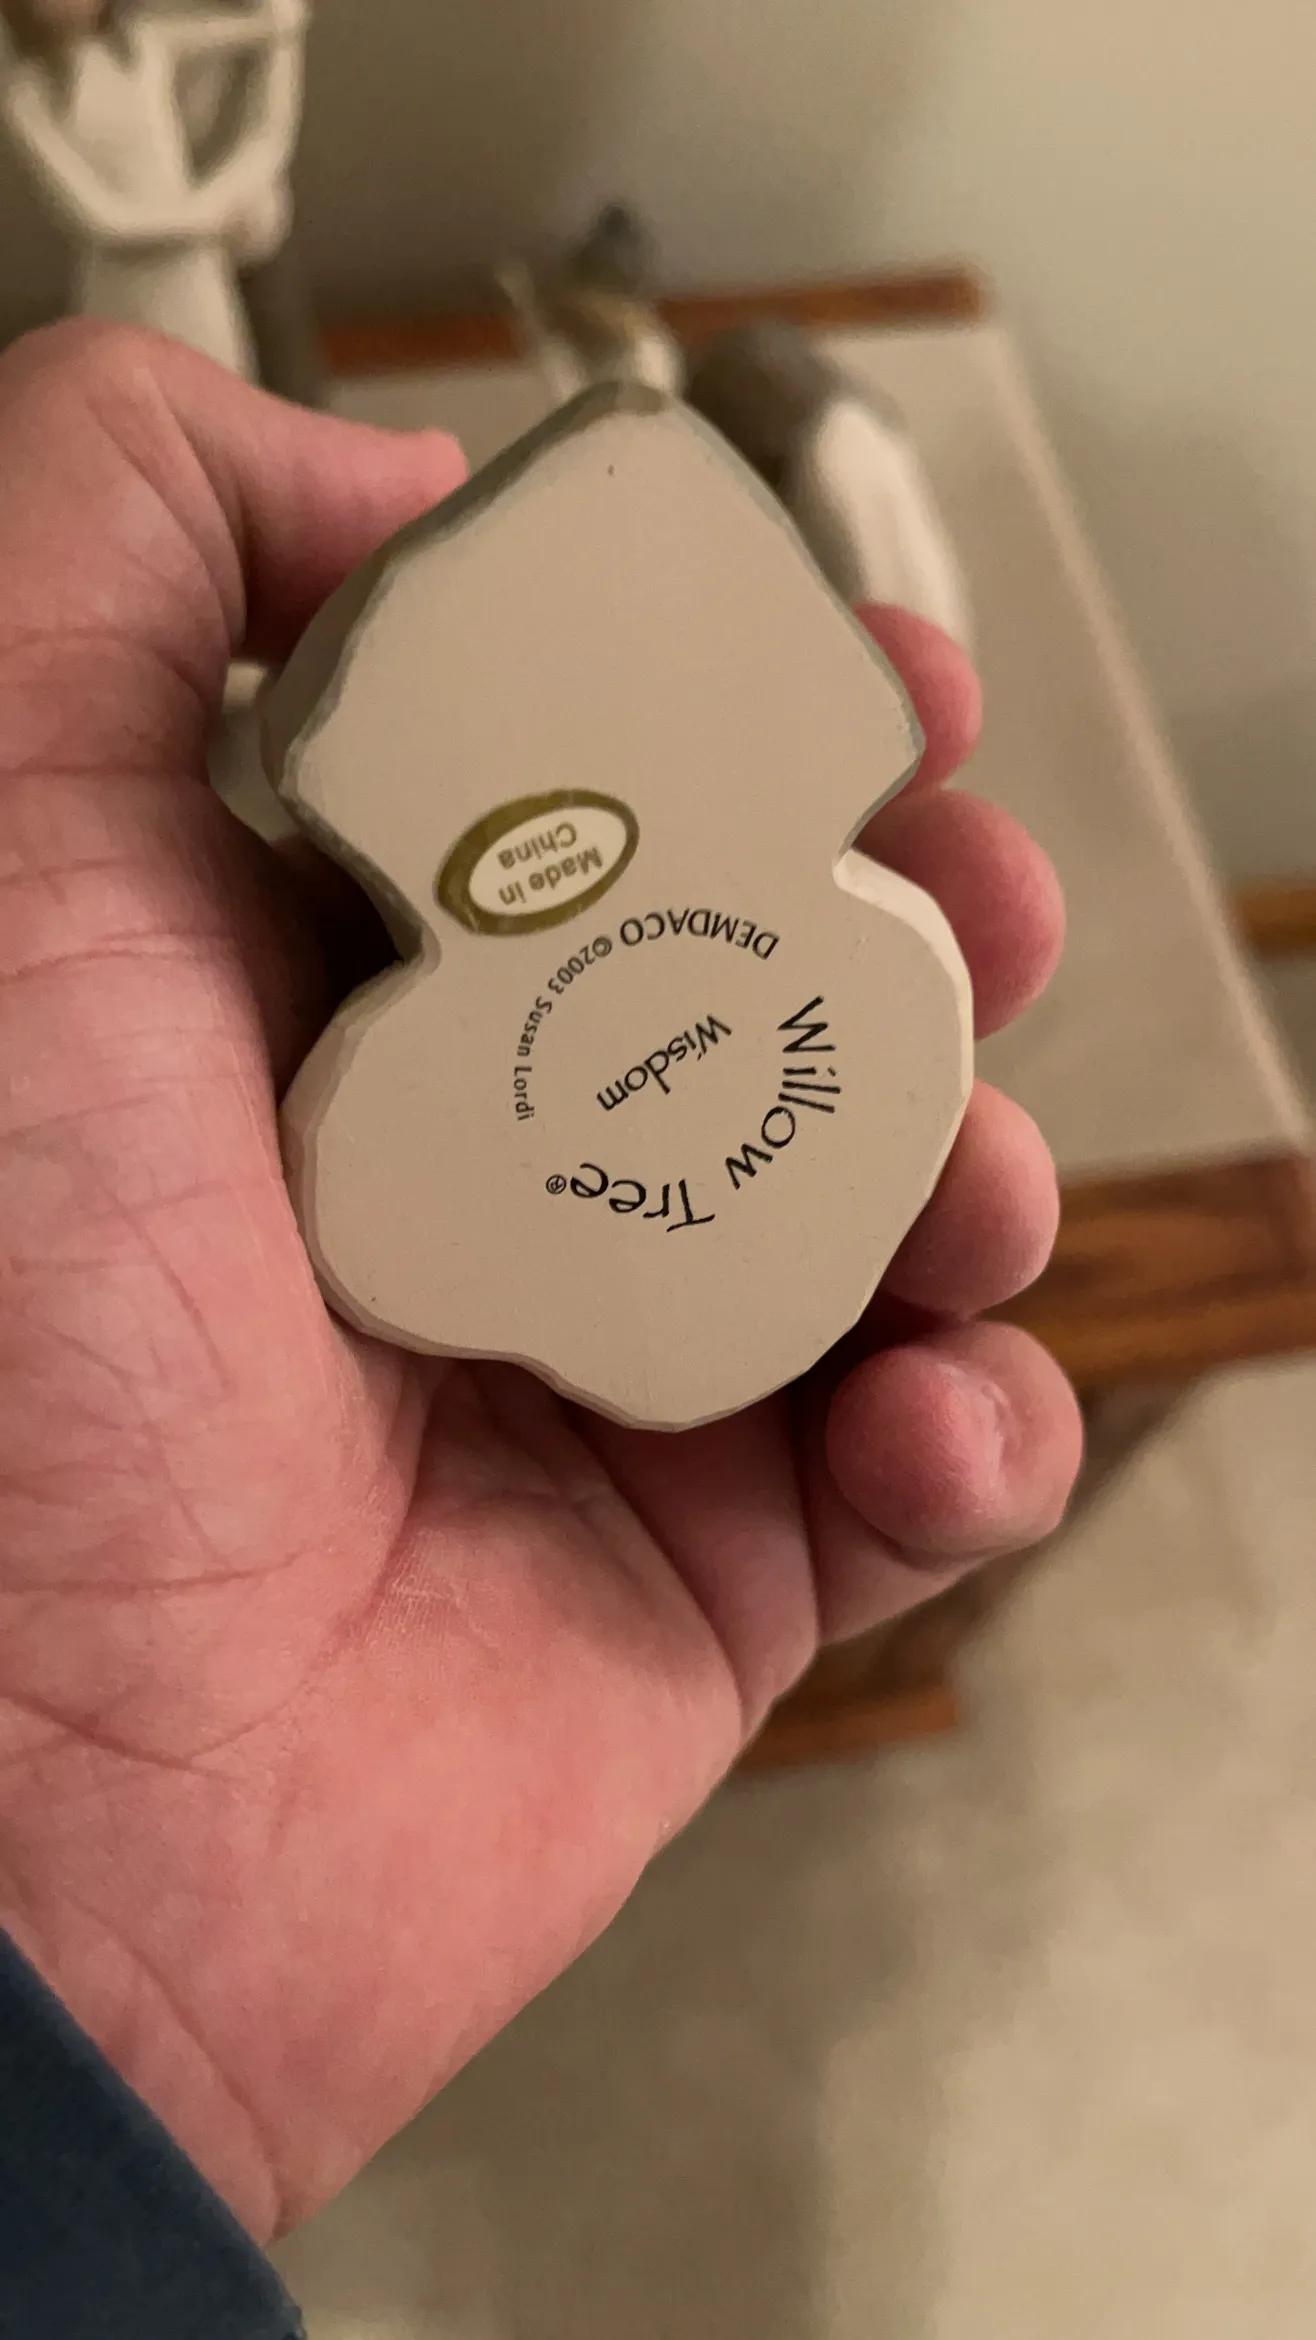 Willow Tree®
Wisdom
DEMDACO ©2003 Susan Lordi
Made in
China